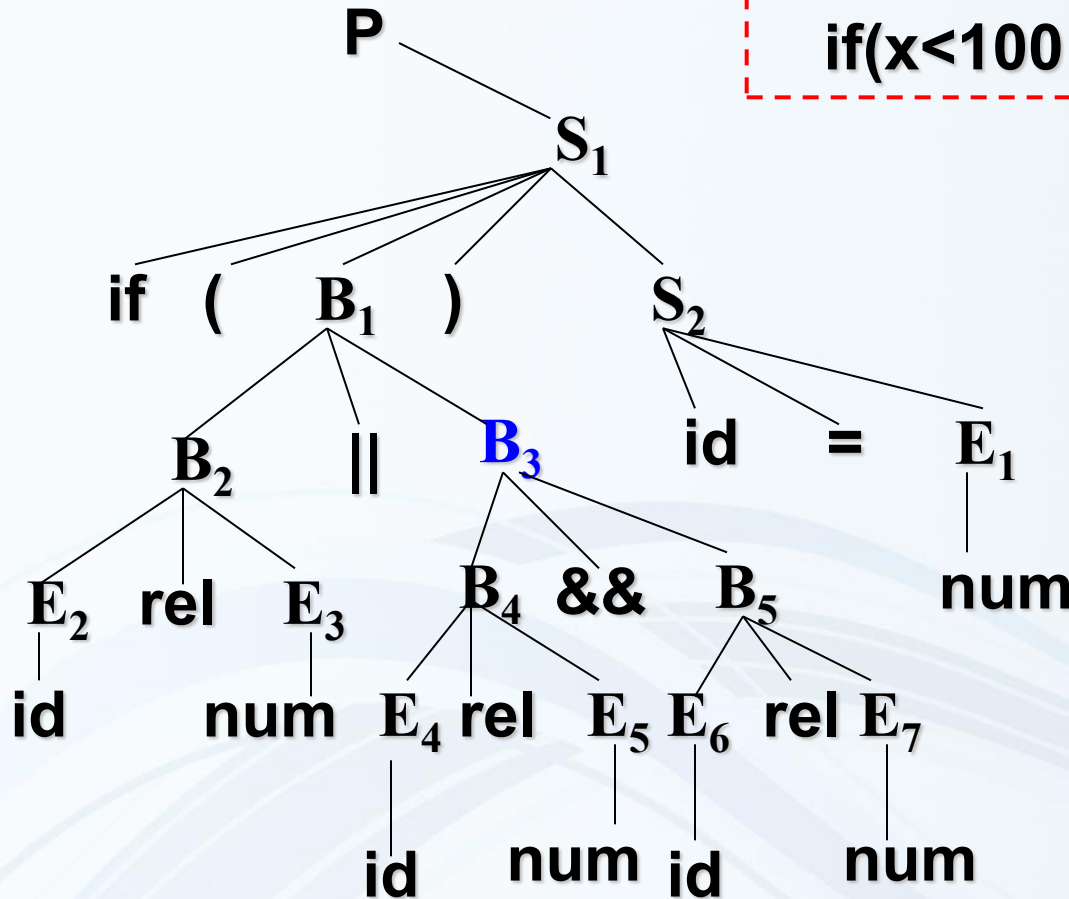 P
if(x<100
S₁
if ( B₁ ) S₂
B₂ || B₃ id = E₁
E₂ rel E₃ B₄ && B₅ num
id num E₄ rel E₅ E₆ rel E₇
id num id num